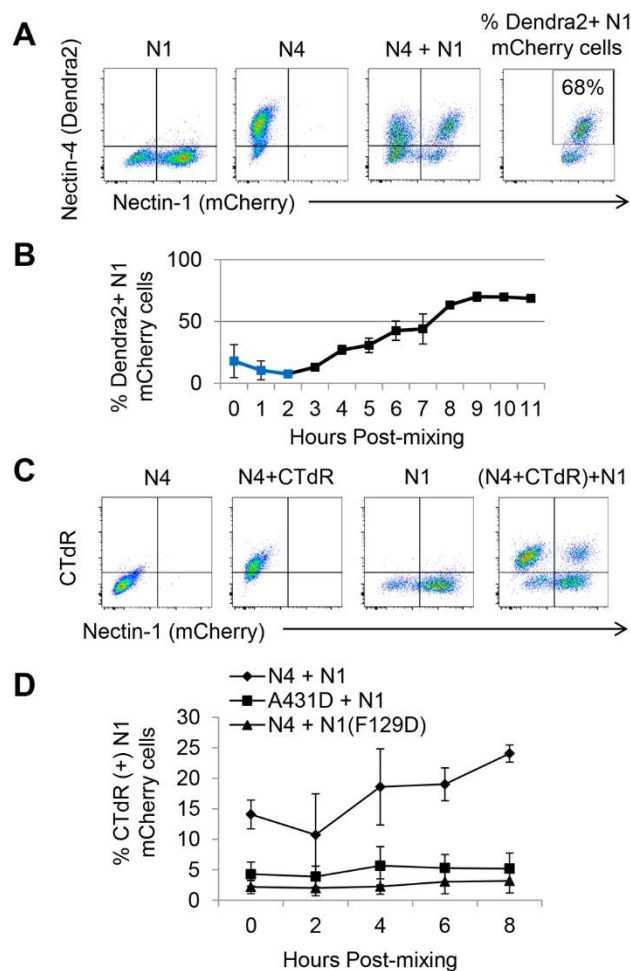 A
N1
N4
N4 + N1
% Dendra2+ N1
mCherry cells
68%
Nectin-4 (Dendra2)
Nectin-1 (mCherry)
B
% Dendra2+ N1
mCherry cells
100
50
0
0 1 2 3 4 5 6 7 8 9 10 11
Hours Post-mixing
C
N4
N4+CTdR
N1
(N4+CTdR)+N1
CTdR
Nectin-1 (mCherry)
D
N4 + N1
A431D + N1
N4 + N1(F129D)
% CTdR (+) N1
mCherry cells
30
25
20
15
10
5
0
0 2 4 6 8
Hours Post-mixing